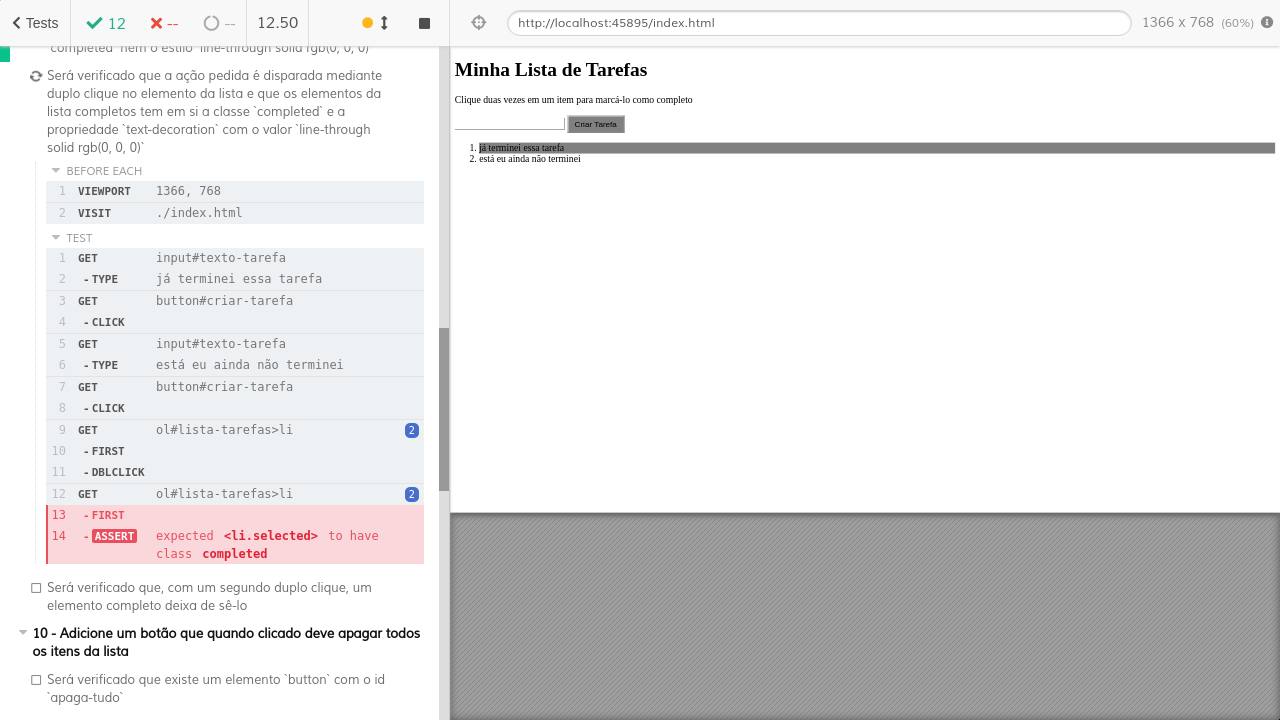 Tests 12 -- -- 12.50 http://localhost:45895/index.html 1366 x 768 (60%)
`completed` nem o estilo `line-through solid rgb(0, 0, 0)`
Será verificado que a ação pedida é disparada mediante
duplo clique no elemento da lista e que os elementos da
lista completos tem em si a classe `completed` e a
propriedade `text-decoration` com o valor `line-through
solid rgb(0, 0, 0)`
BEFORE EACH
1 VIEWPORT 1366, 768
2 VISIT ./index.html
TEST
1 GET input#texto-tarefa
2 -TYPE já terminei essa tarefa
3 GET button#criar-tarefa
4 -CLICK
5 GET input#texto-tarefa
6 -TYPE está eu ainda não terminei
7 GET button#criar-tarefa
8 -CLICK
9 GET ol#lista-tarefas>li 2
10 -FIRST
11 -DBLCLICK
12 GET ol#lista-tarefas>li 2
13 -FIRST
14 -ASSERT expected <li.selected> to have
class completed
Será verificado que, com um segundo duplo clique, um
elemento completo deixa de sê-lo
10 - Adicione um botão que quando clicado deve apagar todos
os itens da lista
Será verificado que existe um elemento `button` com o id
`apaga-tudo`
Minha Lista de Tarefas
Clique duas vezes em um item para marcá-lo como completo
Criar Tarefa
1. já terminei essa tarefa
2. está eu ainda não terminei